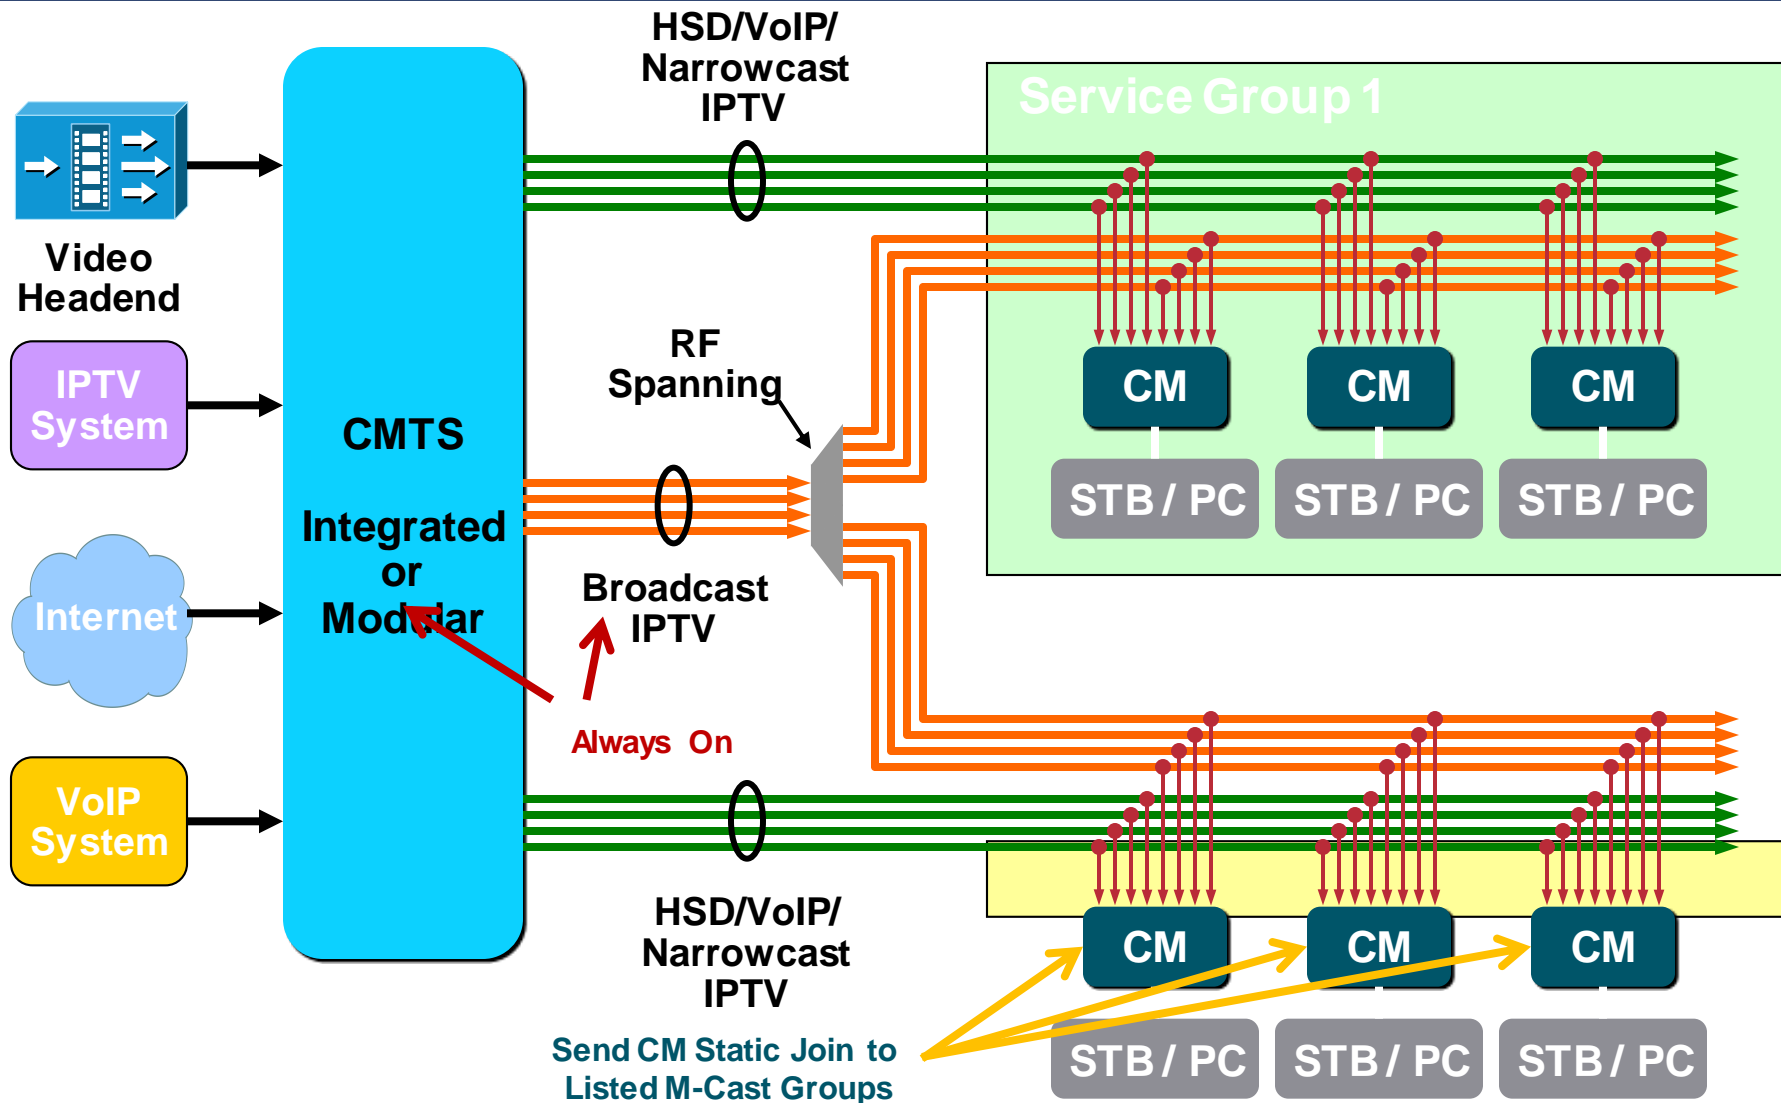 HSD/VoIP/
Narrowcast
IPTV
Service Group 1
Video
Headend
IPTV
System
Internet
VoIP
System
CMTS
Integrated
or
Modular
RF
Spanning
Broadcast
IPTV
Always On
CM
CM
CM
STB / PC
STB / PC
STB / PC
HSD/VoIP/
Narrowcast
IPTV
CM
CM
CM
Send CM Static Join to
Listed M-Cast Groups
STB / PC
STB / PC
STB / PC